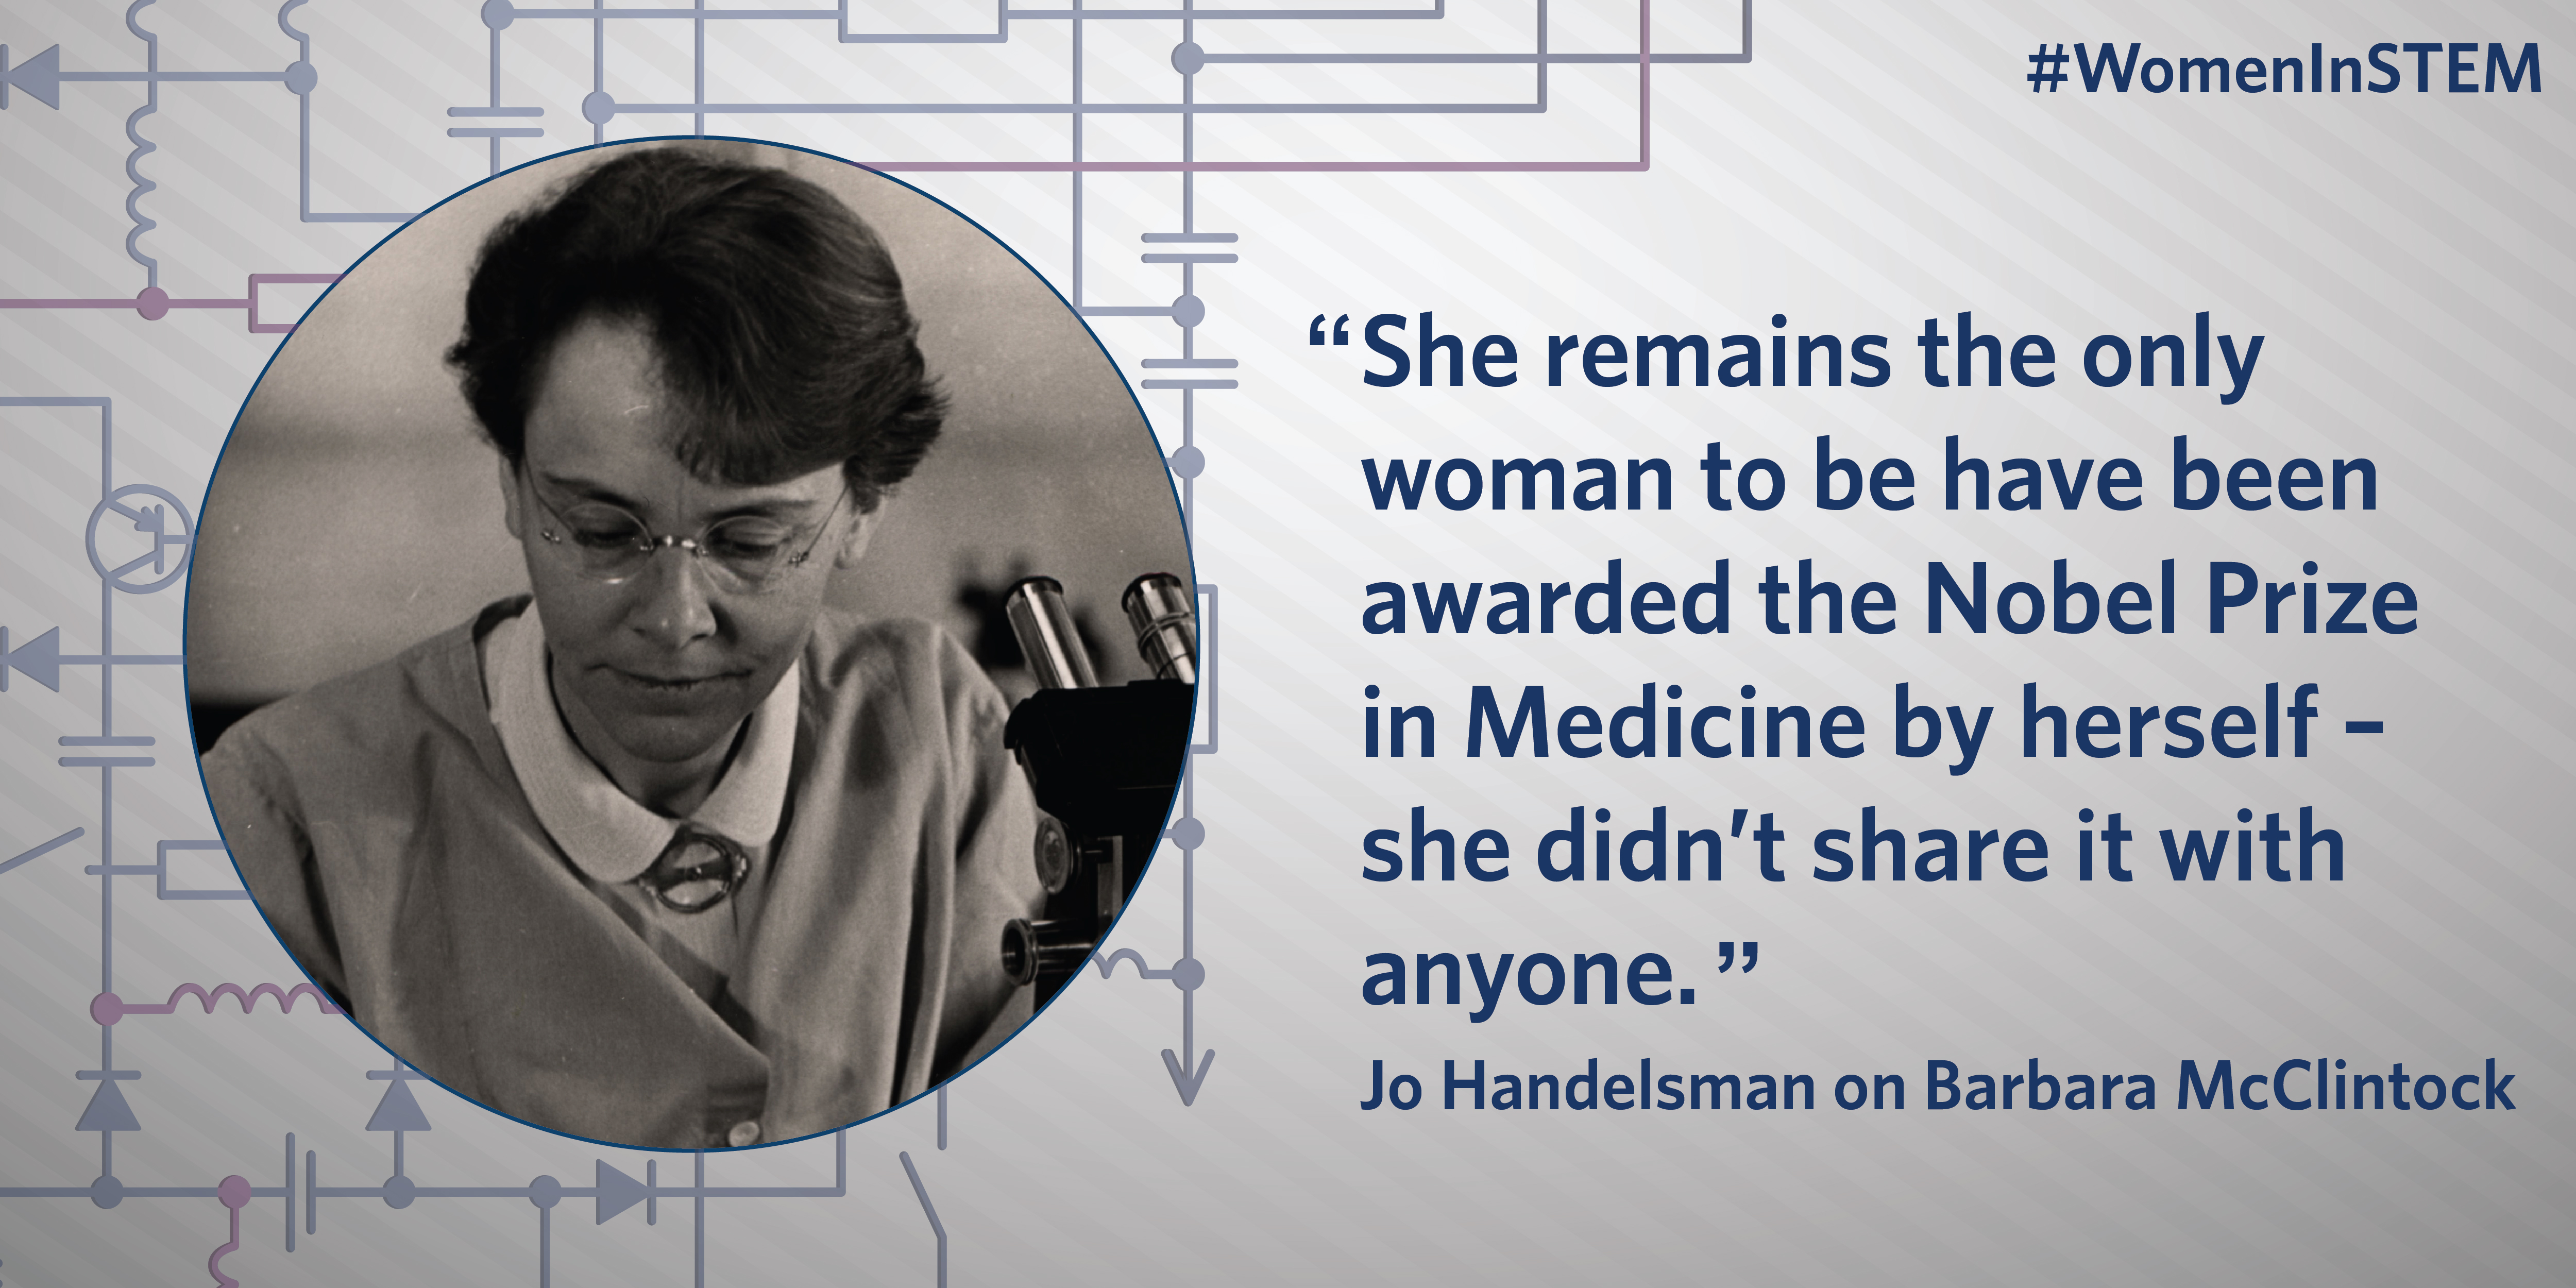 #WomenInSTEM
“She remains the only
woman to be have been
awarded the Nobel Prize
in Medicine by herself –
she didn’t share it with
anyone.”
Jo Handelsman on Barbara McClintock